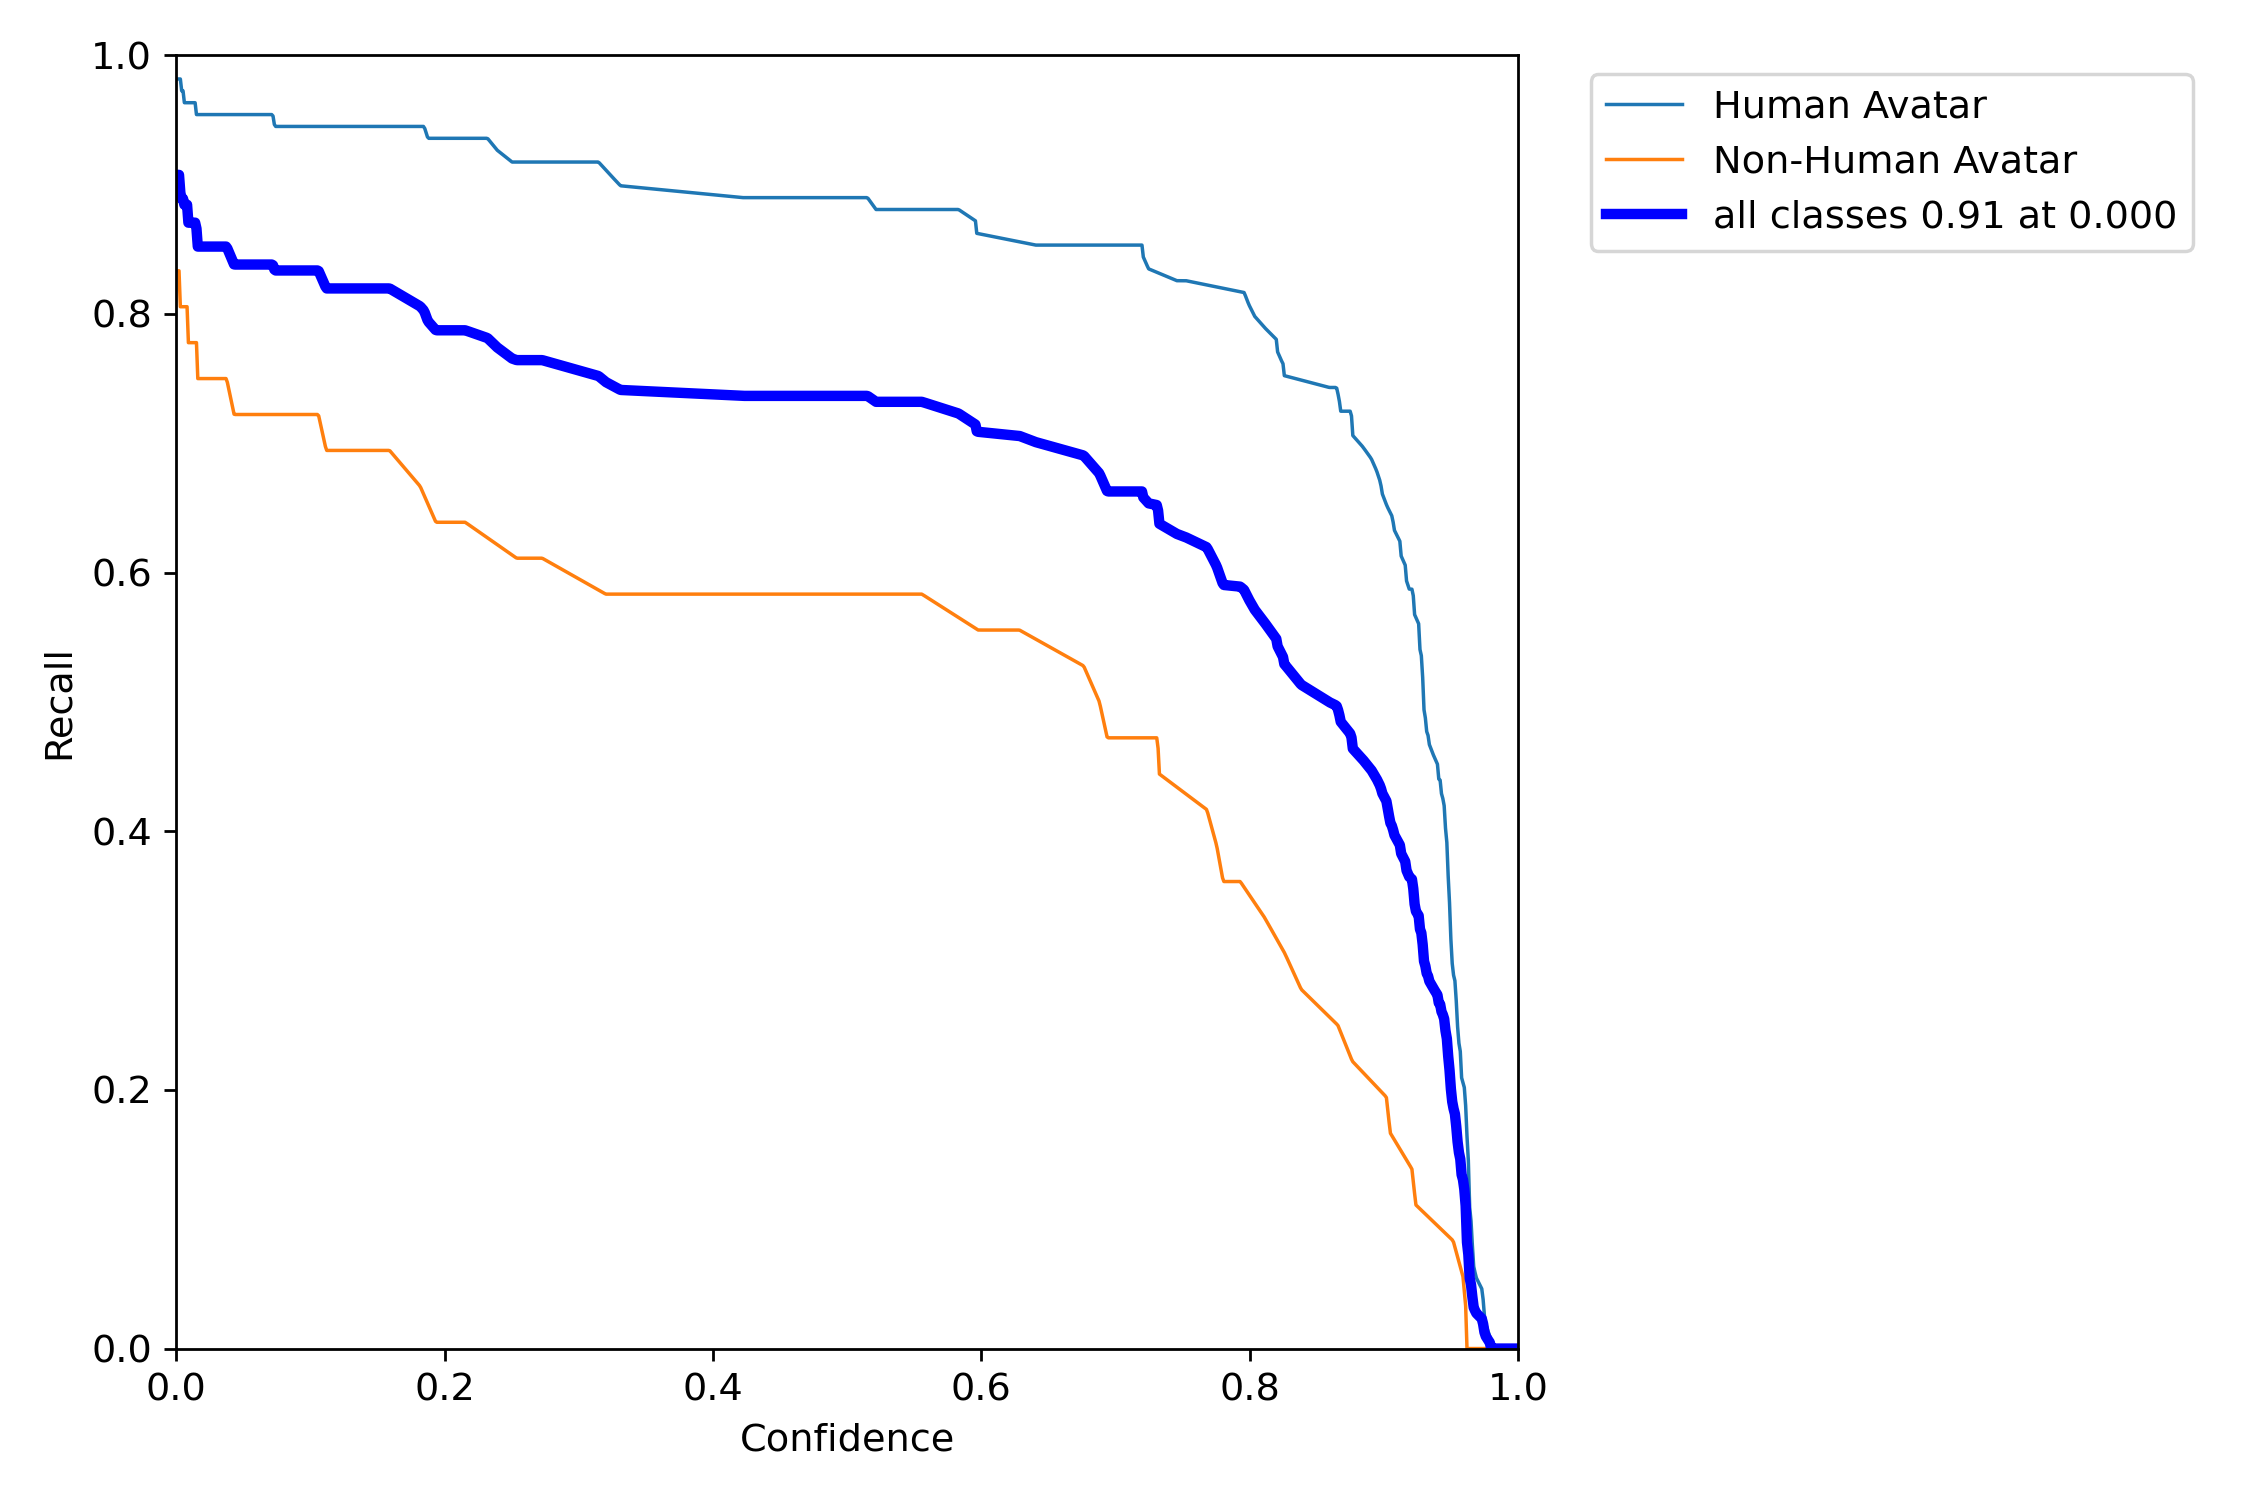 Human Avatar
Non-Human Avatar
all classes 0.91 at 0.000
1.0
0.8
0.6
0.4
0.2
0.0
Recall
0.0 0.2 0.4 0.6 0.8 1.0
Confidence